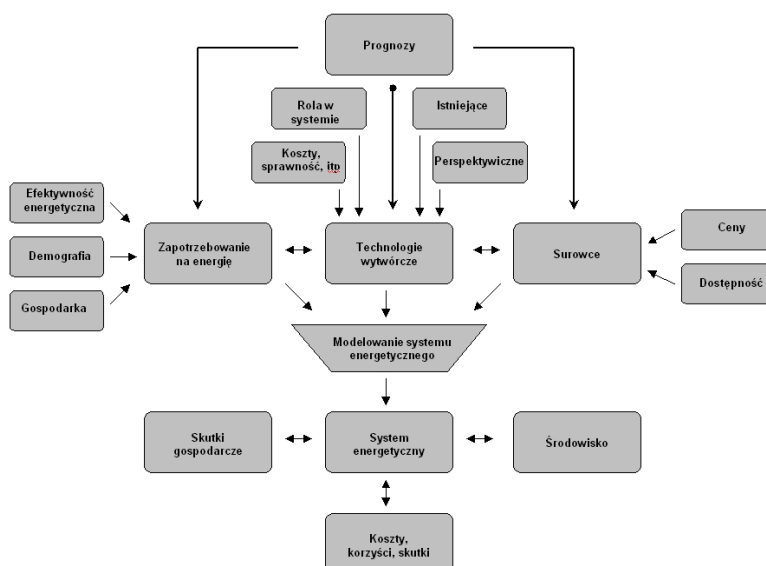 Prognozy
Rola w
systemie
Istniejące
Koszty,
sprawność, itp
Perspektywiczne
Efektywność
energetyczna
Demografia
Gospodarka
Zapotrzebowanie
na energię
Technologie
wytwórcze
Surowce
Ceny
Dostępność
Modelowanie systemu
energetycznego
Skutki
gospodarcze
System
energetyczny
Środowisko
Koszty,
korzyści, skutki